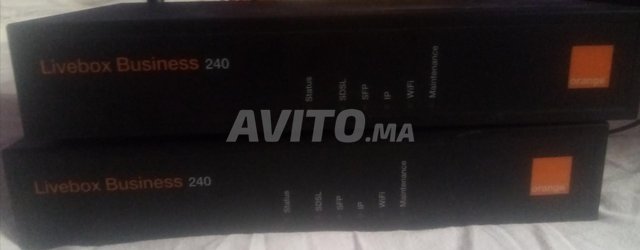 Livebox Business 240
Status
SDSL
SFP
IP
WiFi
Maintenance
orange
AVITO.MA
Livebox Business 240
Status
SDSL
SFP
IP
WiFi
Maintenance
orange